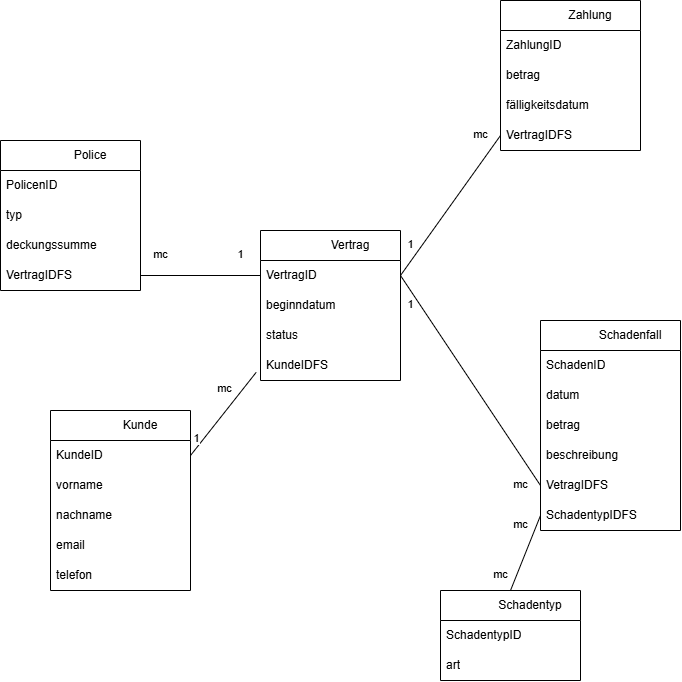 Zahlung
ZahlungID
betrag
fälligkeitsdatum
VertragIDFS
mc
Police
PolicenID
typ
deckungssumme
VertragIDFS
mc
1
Vertrag
VertragID
beginndatum
status
KundeIDFS
1
1
mc
Kunde
KundeID
vorname
nachname
email
telefon
1
Schadenfall
SchadenID
datum
betrag
beschreibung
VetragIDFS
SchadentypIDFS
mc
mc
mc
Schadentyp
SchadentypID
art